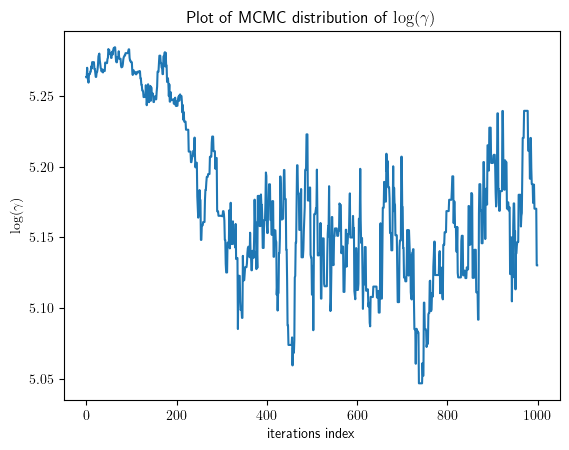 Plot of MCMC distribution of log(γ)
log(γ)
5.25
5.20
5.15
5.10
5.05
0 200 400 600 800 1000
iterations index